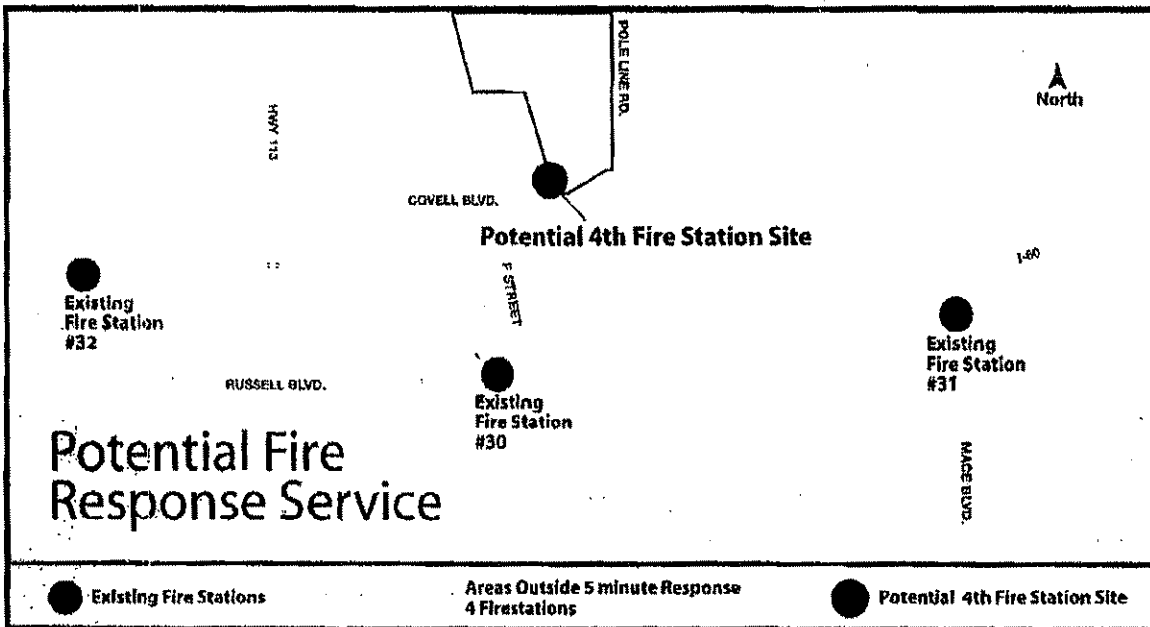 POLE LINE RD.
North
HWY 113
COVELL BLVD.
Potential 4th Fire Station Site
I-80
F STREET
Existing
Fire Station
#32
Existing
Fire Station
#31
RUSSELL BLVD.
Existing
Fire Station
#30
Potential Fire
Response Service
MACE BLVD.
Existing Fire Stations
Areas Outside 5 minute Response
4 Firestations
Potential 4th Fire Station Site